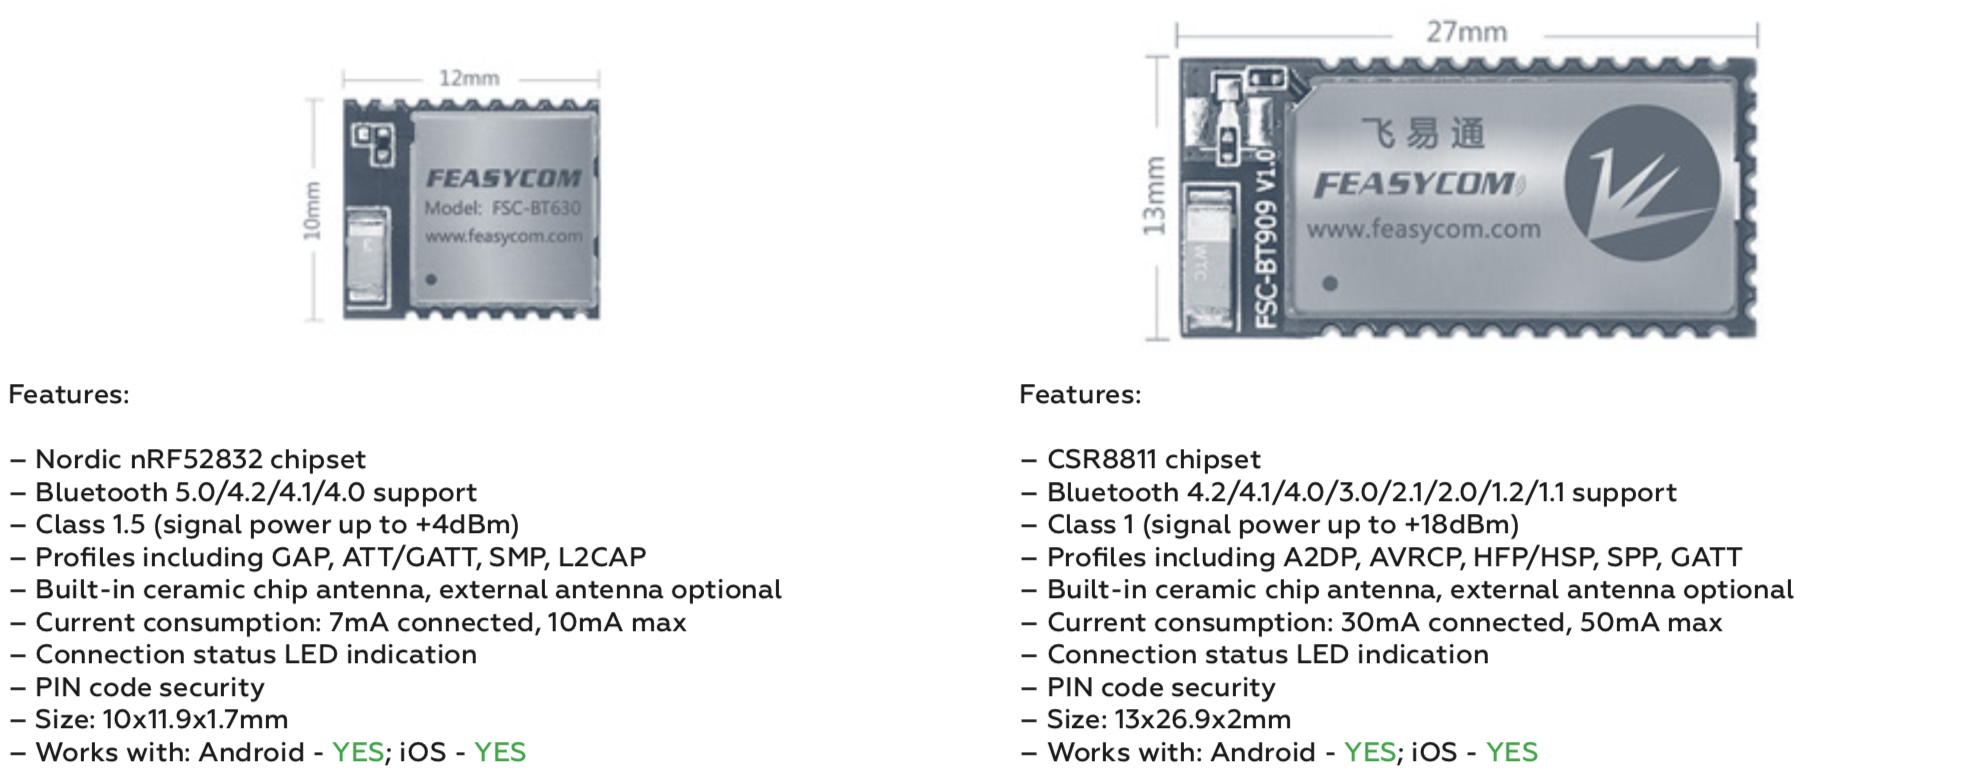 12mm
10mm
FEASYCOM
Model: FSC-BT630
www.feasycom.com
Features:
– Nordic nRF52832 chipset
– Bluetooth 5.0/4.2/4.1/4.0 support
– Class 1.5 (signal power up to +4dBm)
– Profiles including GAP, ATT/GATT, SMP, L2CAP
– Built-in ceramic chip antenna, external antenna optional
– Current consumption: 7mA connected, 10mA max
– Connection status LED indication
– PIN code security
– Size: 10x11.9x1.7mm
– Works with: Android - YES; iOS - YES
27mm
13mm
飞易通
FEASYCOM
www.feasycom.com
FSC-BT909 V1.0
WTC
Features:
– CSR8811 chipset
– Bluetooth 4.2/4.1/4.0/3.0/2.1/2.0/1.2/1.1 support
– Class 1 (signal power up to +18dBm)
– Profiles including A2DP, AVRCP, HFP/HSP, SPP, GATT
– Built-in ceramic chip antenna, external antenna optional
– Current consumption: 30mA connected, 50mA max
– Connection status LED indication
– PIN code security
– Size: 13x26.9x2mm
– Works with: Android - YES; iOS - YES